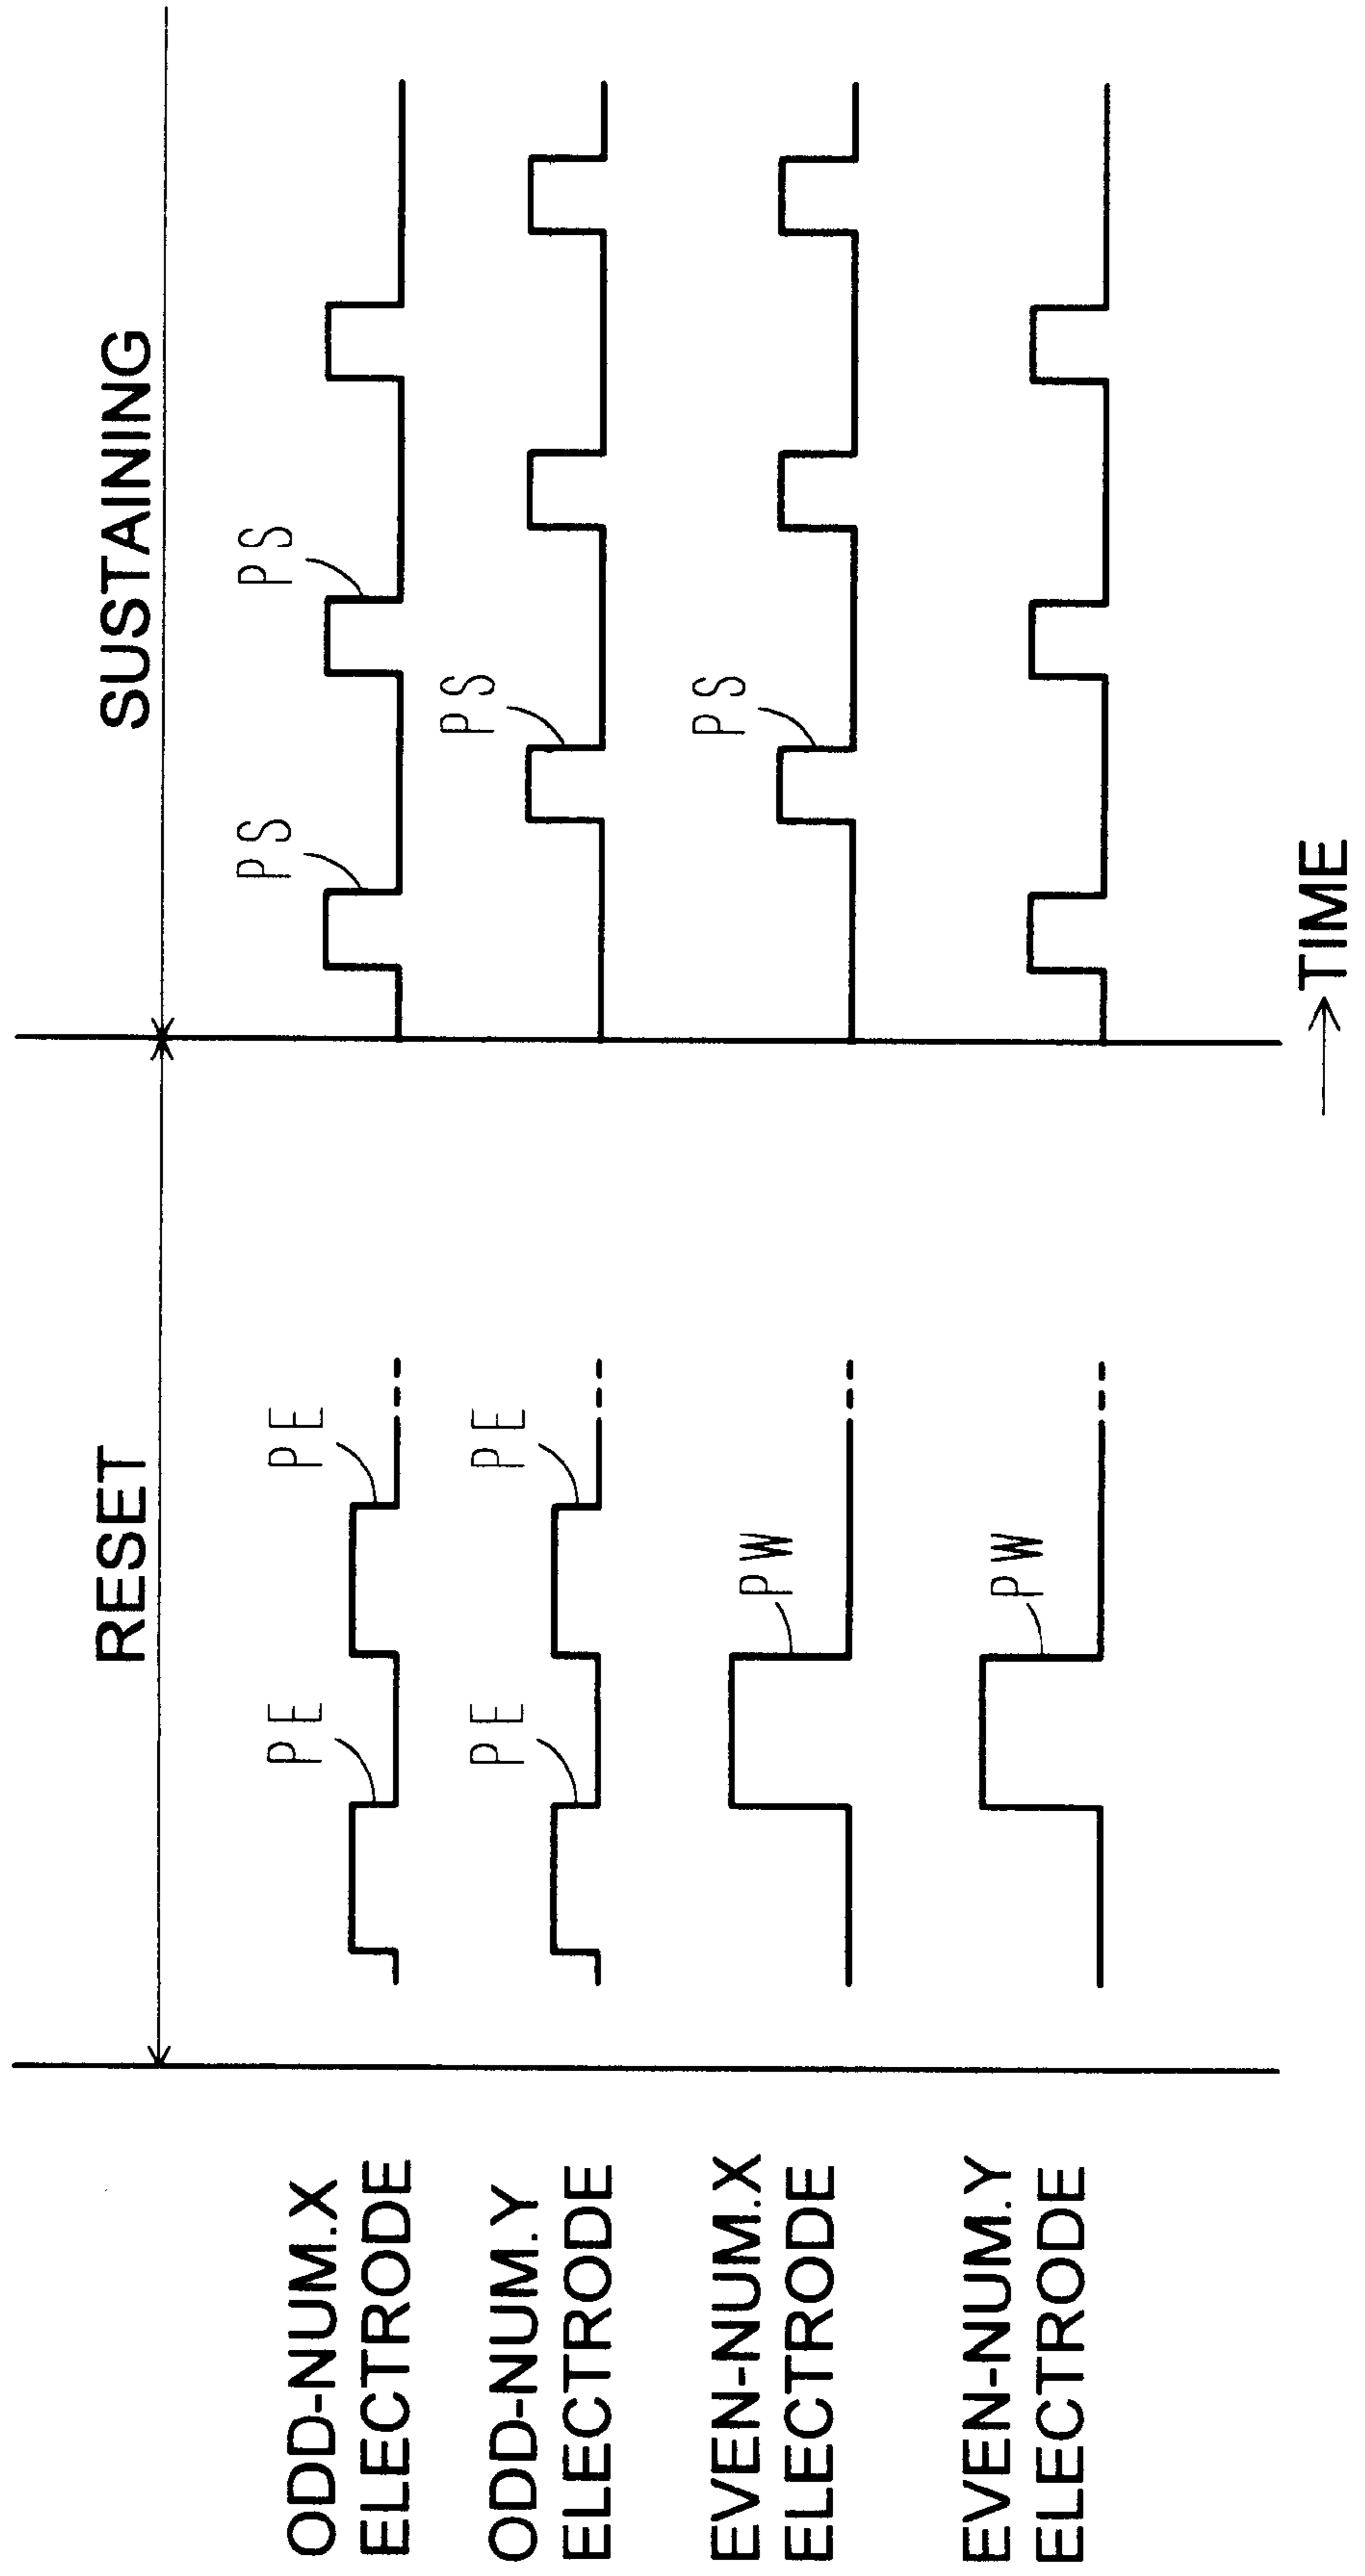 RESET
SUSTAINING
ODD-NUM.X
ELECTRODE
PE
PE
PS
PS
ODD-NUM.Y
ELECTRODE
PE
PE
PS
EVEN-NUM.X
ELECTRODE
PW
PS
EVEN-NUM.Y
ELECTRODE
PW
TIME